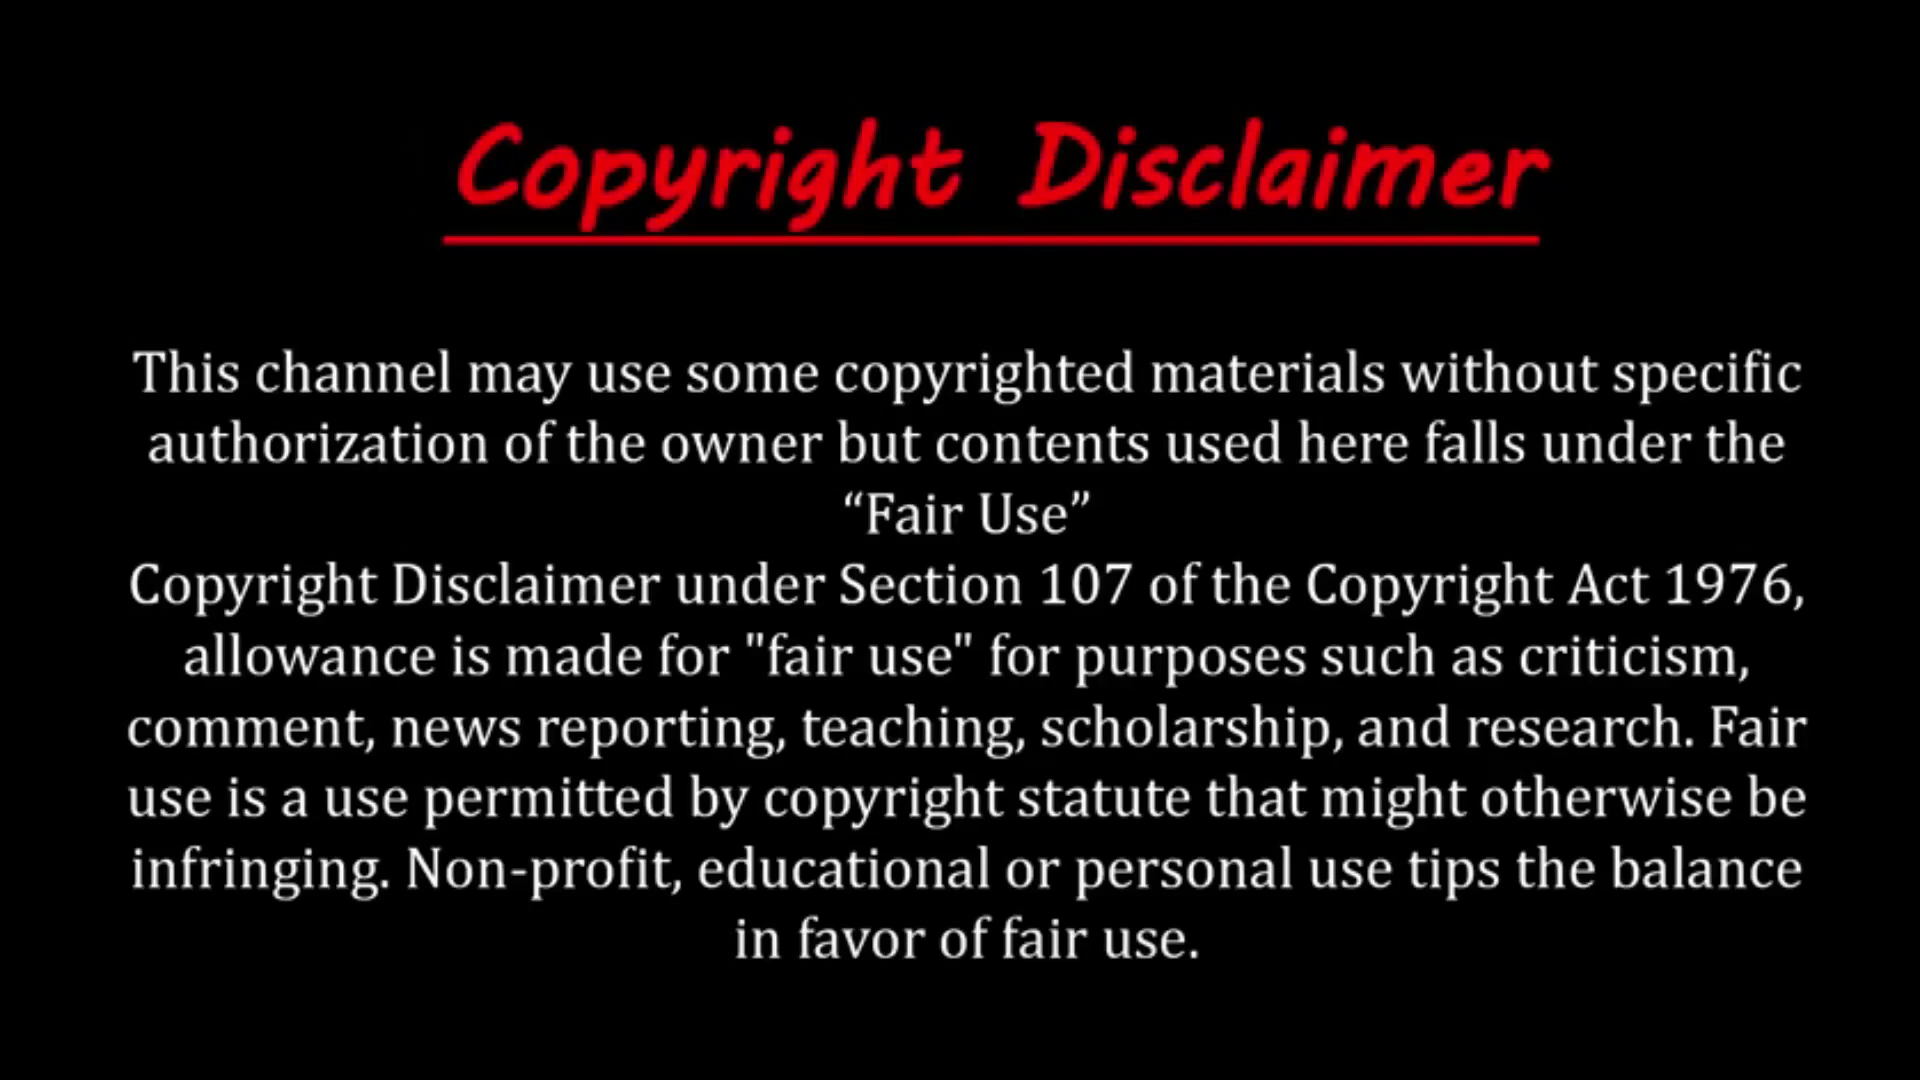 Copyright Disclaimer
This channel may use some copyrighted materials without specific
authorization of the owner but contents used here falls under the
“Fair Use”
Copyright Disclaimer under Section 107 of the Copyright Act 1976,
allowance is made for "fair use" for purposes such as criticism,
comment, news reporting, teaching, scholarship, and research. Fair
use is a use permitted by copyright statute that might otherwise be
infringing. Non-profit, educational or personal use tips the balance
in favor of fair use.